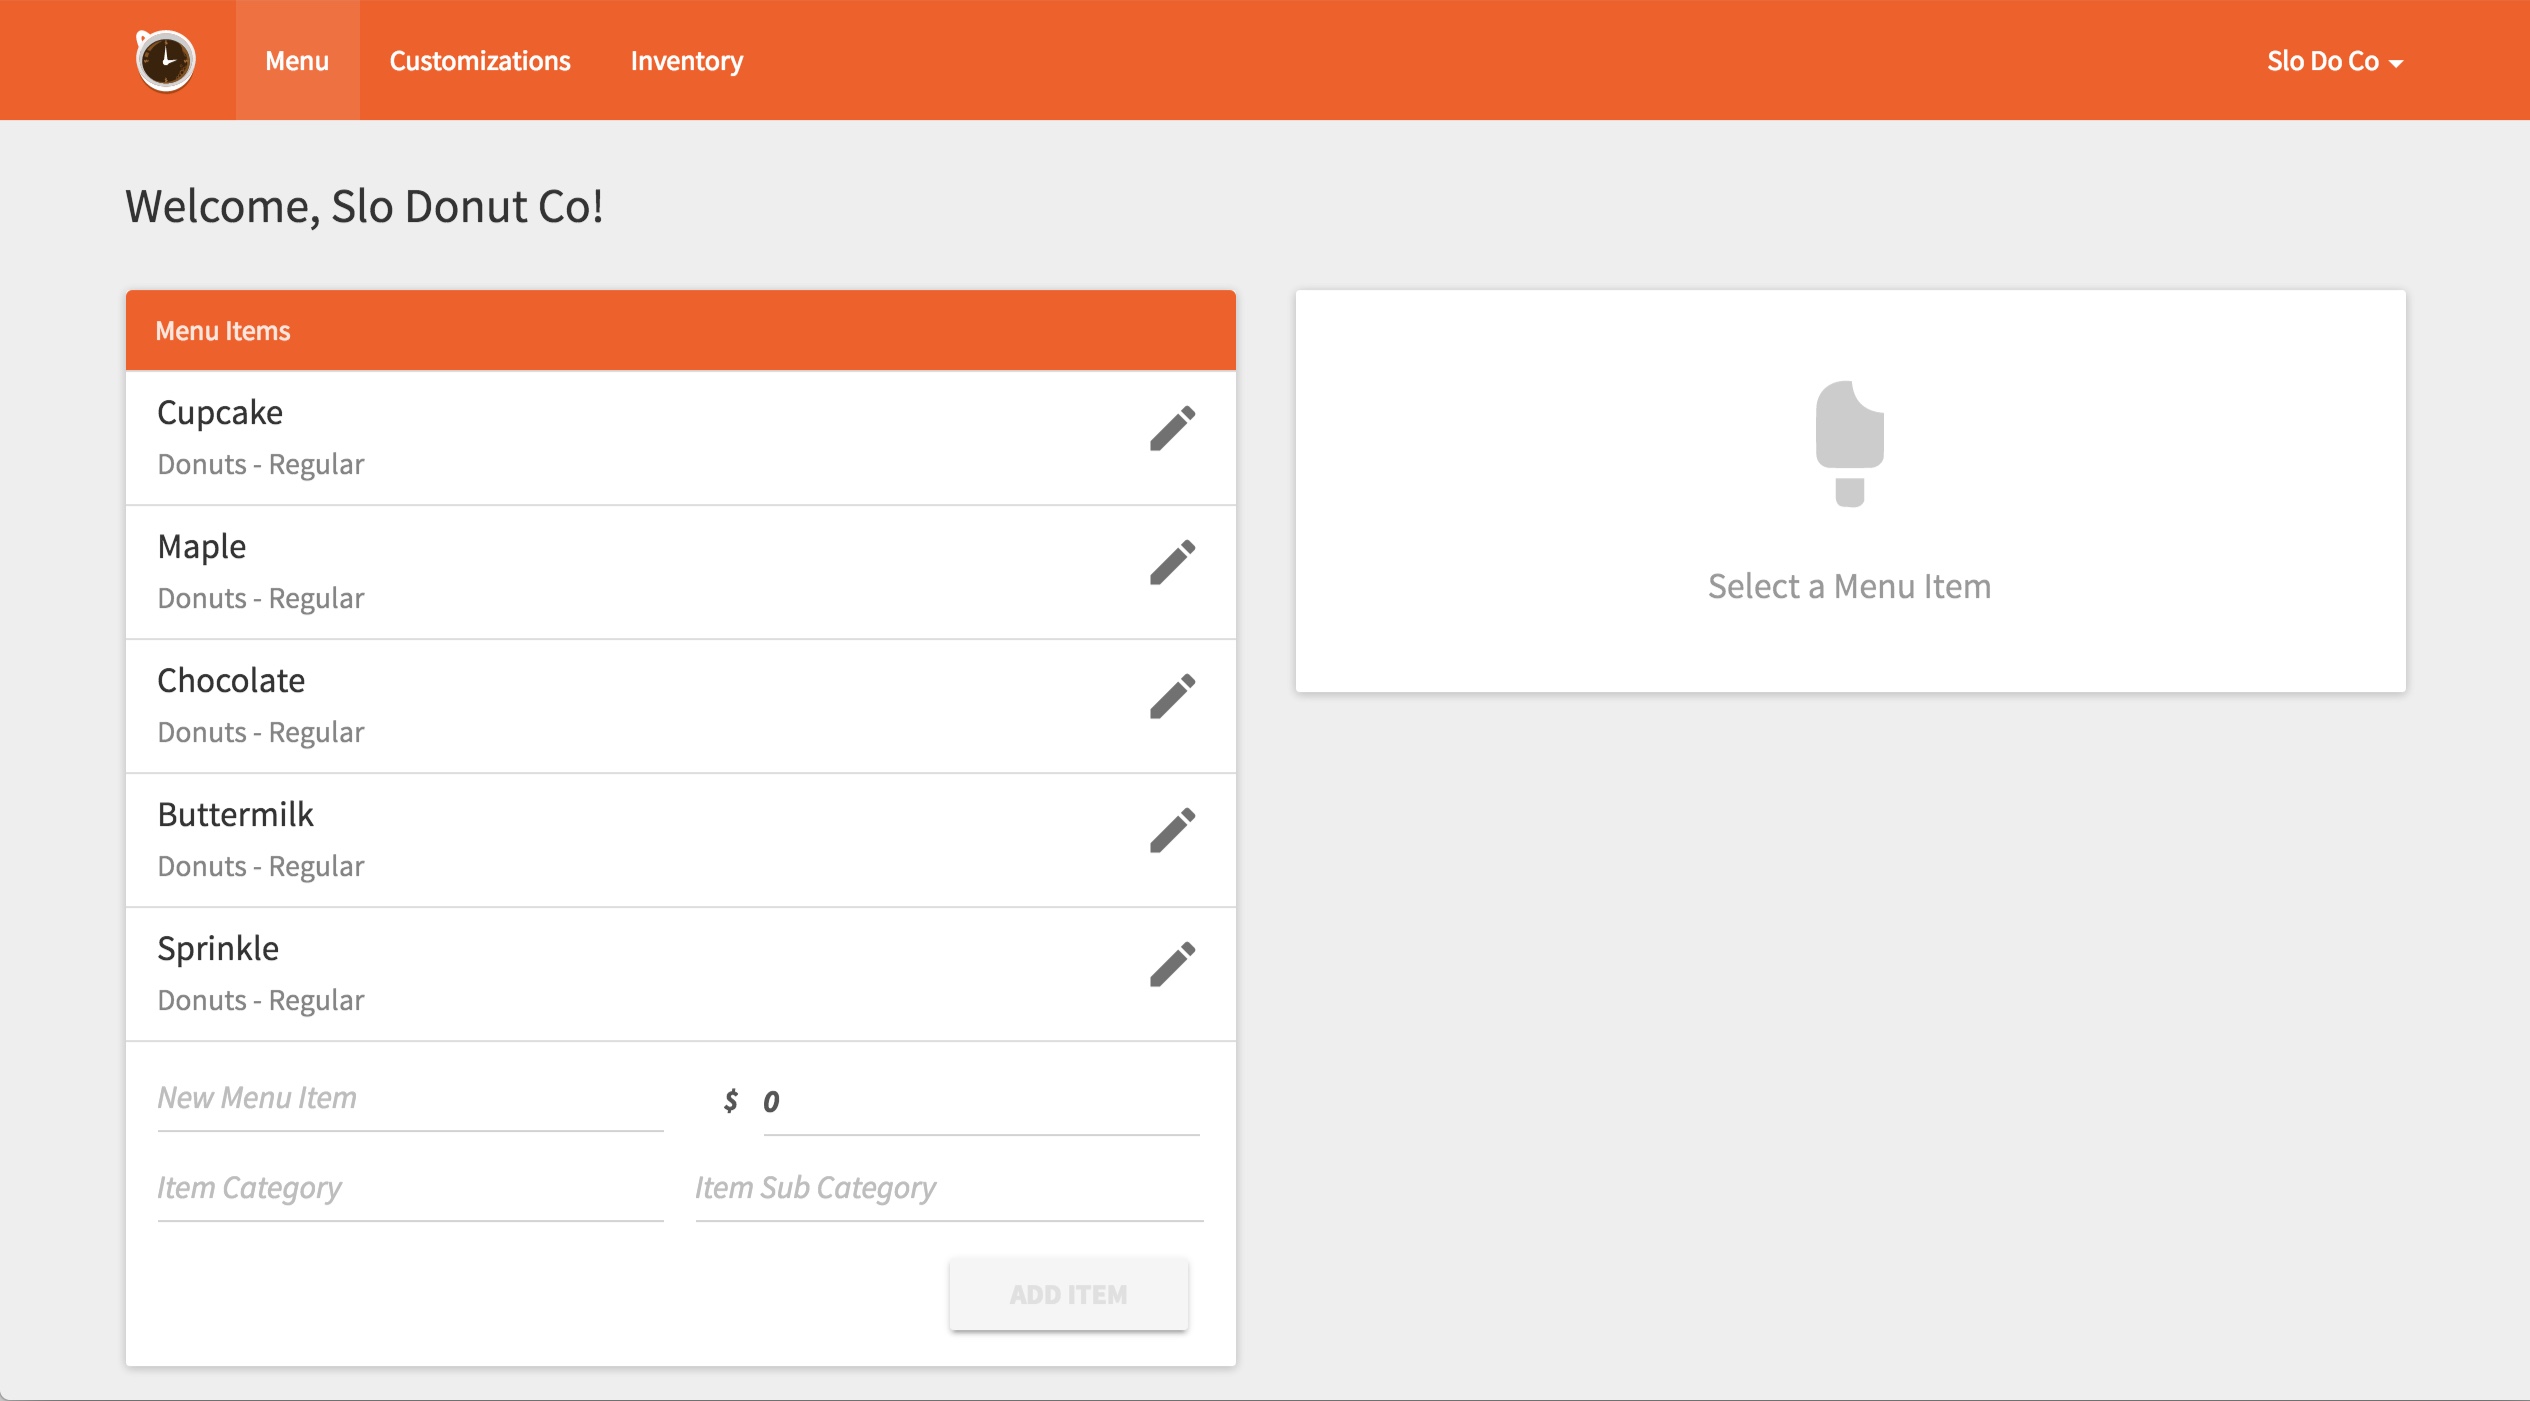 Menu
Customizations
Inventory
Slo Do Co
Welcome, Slo Donut Co!
Menu Items
Cupcake
Donuts - Regular
Maple
Donuts - Regular
Chocolate
Donuts - Regular
Buttermilk
Donuts - Regular
Sprinkle
Donuts - Regular
New Menu Item
$ 0
Item Category
Item Sub Category
ADD ITEM
Select a Menu Item